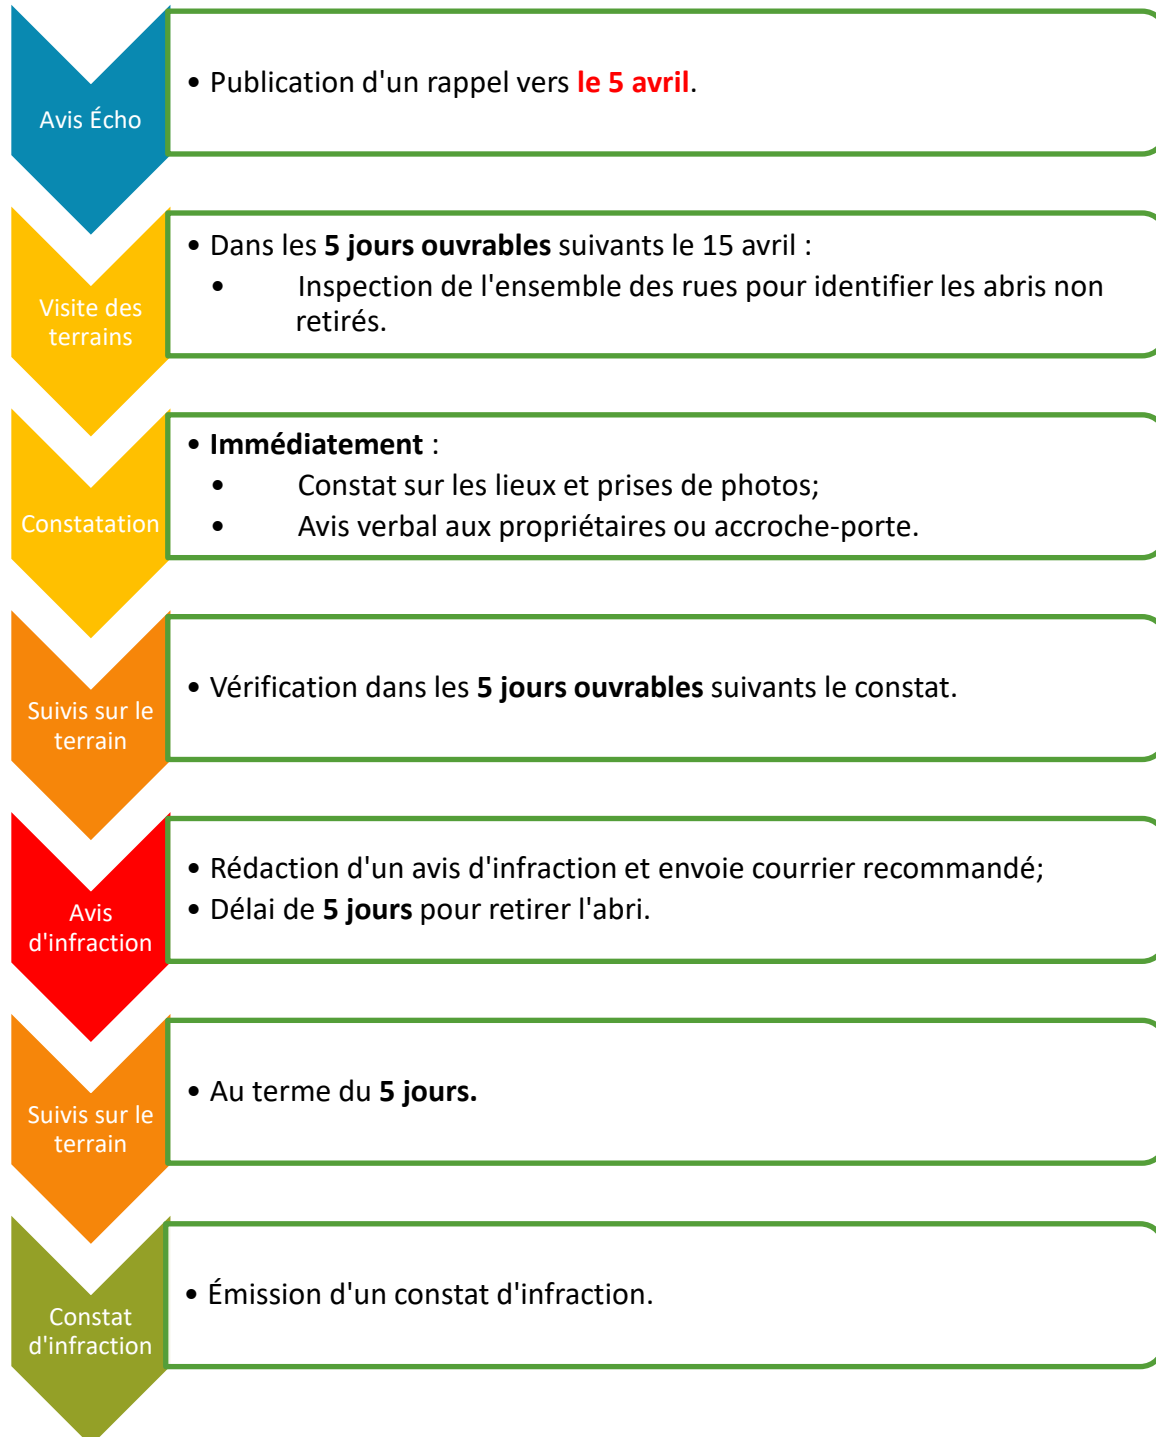 Avis Écho
• Publication d'un rappel vers le 5 avril.
Visite des
terrains
• Dans les 5 jours ouvrables suivants le 15 avril :
• Inspection de l'ensemble des rues pour identifier les abris non
retirés.
Constatation
• Immédiatement :
• Constat sur les lieux et prises de photos;
• Avis verbal aux propriétaires ou accroche-porte.
Suivis sur le
terrain
• Vérification dans les 5 jours ouvrables suivants le constat.
Avis
d'infraction
• Rédaction d'un avis d'infraction et envoie courrier recommandé;
• Délai de 5 jours pour retirer l'abri.
Suivis sur le
terrain
• Au terme du 5 jours.
Constat
d'infraction
• Émission d'un constat d'infraction.